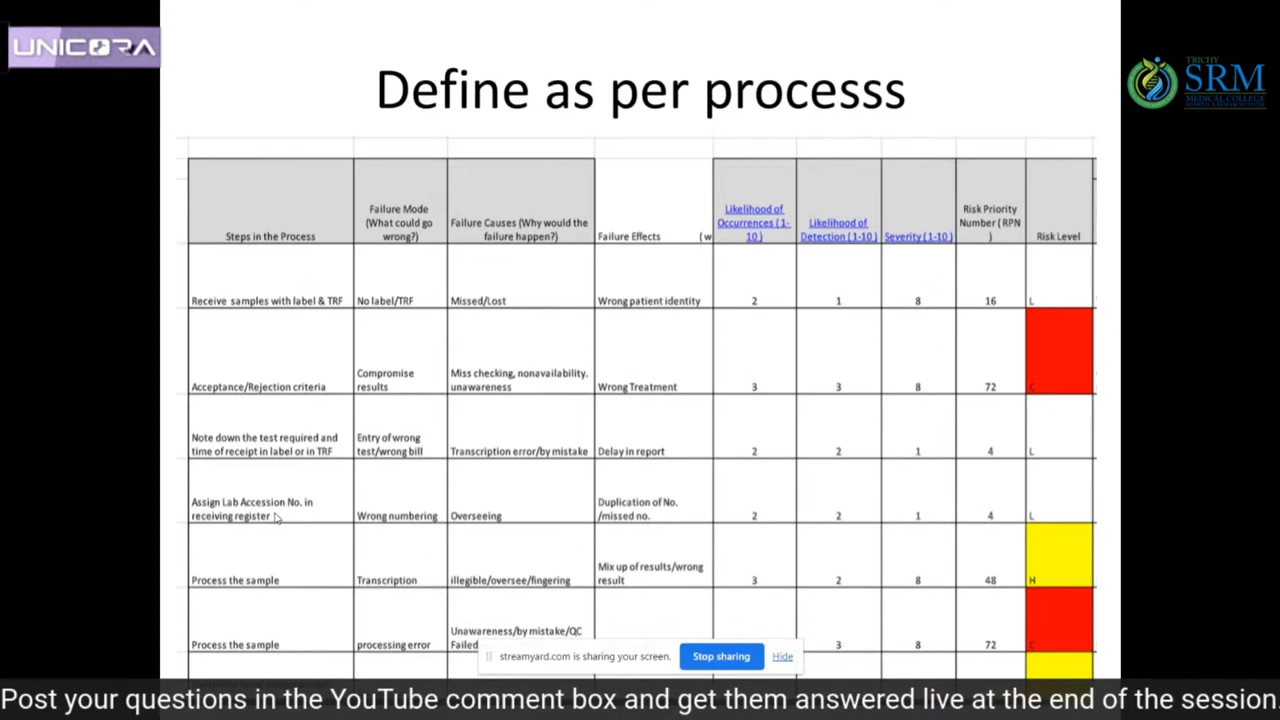 UNICORA
TRICHY
SRM
MEDICAL COLLEGE
Define as per processs
Steps in the Process
Failure Mode
(What could go
wrong?)
Failure Causes (Why would the
failure happen?)
Failure Effects (w
Likelihood of
Occurrences (1-
10 )
Likelihood of
Detection (1-10)
Severity (1-10)
Risk Priority
Number ( RPN
)
Risk Level
Receive samples with label & TRF
No label/TRF
Missed/Lost
Wrong patient identity
2
1
8
16
L
Acceptance/Rejection criteria
Compromise
results
Miss checking, nonavailability.
unawareness
Wrong Treatment
3
3
8
72
C
Note down the test required and
time of receipt in label or in TRF
Entry of wrong
test/wrong bill
Transcription error/by mistake
Delay in report
2
2
1
4
L
Assign Lab Accession No. in
receiving register
Wrong numbering
Overseeing
Duplication of No.
/missed no.
2
2
1
4
L
Process the sample
Transcription
illegible/oversee/fingering
Mix up of results/wrong
result
3
2
8
48
H
Process the sample
processing error
Unawareness/by mistake/QC
Failed
3
8
72
C
streamyard.com is sharing your screen.
Stop sharing
Hide
Post your questions in the YouTube comment box and get them answered live at the end of the session